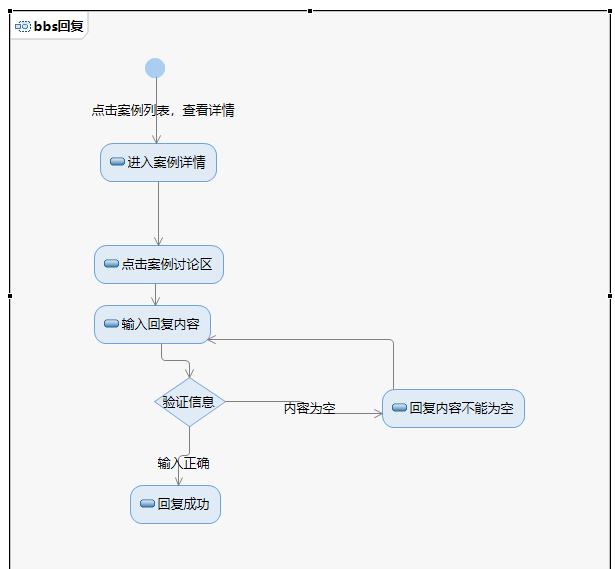 bbs回复
点击案例列表，查看详情
进入案例详情
点击案例讨论区
输入回复内容
验证信息
内容为空
回复内容不能为空
输入正确
回复成功